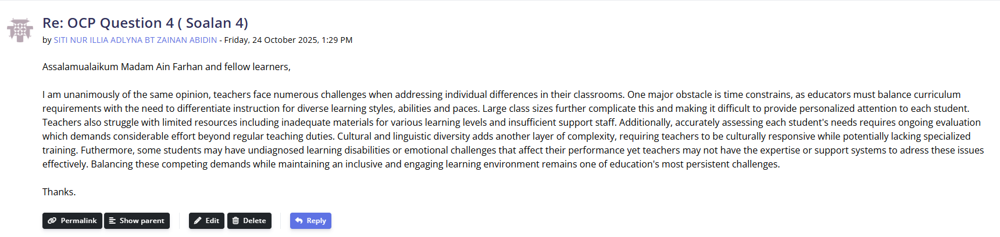 Re: OCP Question 4 ( Soalan 4)
by SITI NUR ILLIA ADLYNA BT ZAINAN ABIDIN - Friday, 24 October 2025, 1:29 PM
Assalamualaikum Madam Ain Farhan and fellow learners,
I am unanimously of the same opinion, teachers face numerous challenges when addressing individual differences in their classrooms. One major obstacle is time constrains, as educators must balance curriculum
requirements with the need to differentiate instruction for diverse learning styles, abilities and paces. Large class sizes further complicate this and making it difficult to provide personalized attention to each student.
Teachers also struggle with limited resources including inadequate materials for various learning levels and insufficient support staff. Additionally, accurately assessing each student's needs requires ongoing evaluation
which demands considerable effort beyond regular teaching duties. Cultural and linguistic diversity adds another layer of complexity, requiring teachers to be culturally responsive while potentially lacking specialized
training. Futhermore, some students may have undiagnosed learning disabilities or emotional challenges that affect their performance yet teachers may not have the expertise or support systems to adress these issues
effectively. Balancing these competing demands while maintaining an inclusive and engaging learning environment remains one of education's most persistent challenges.
Thanks.
Permalink Show parent Edit Delete Reply